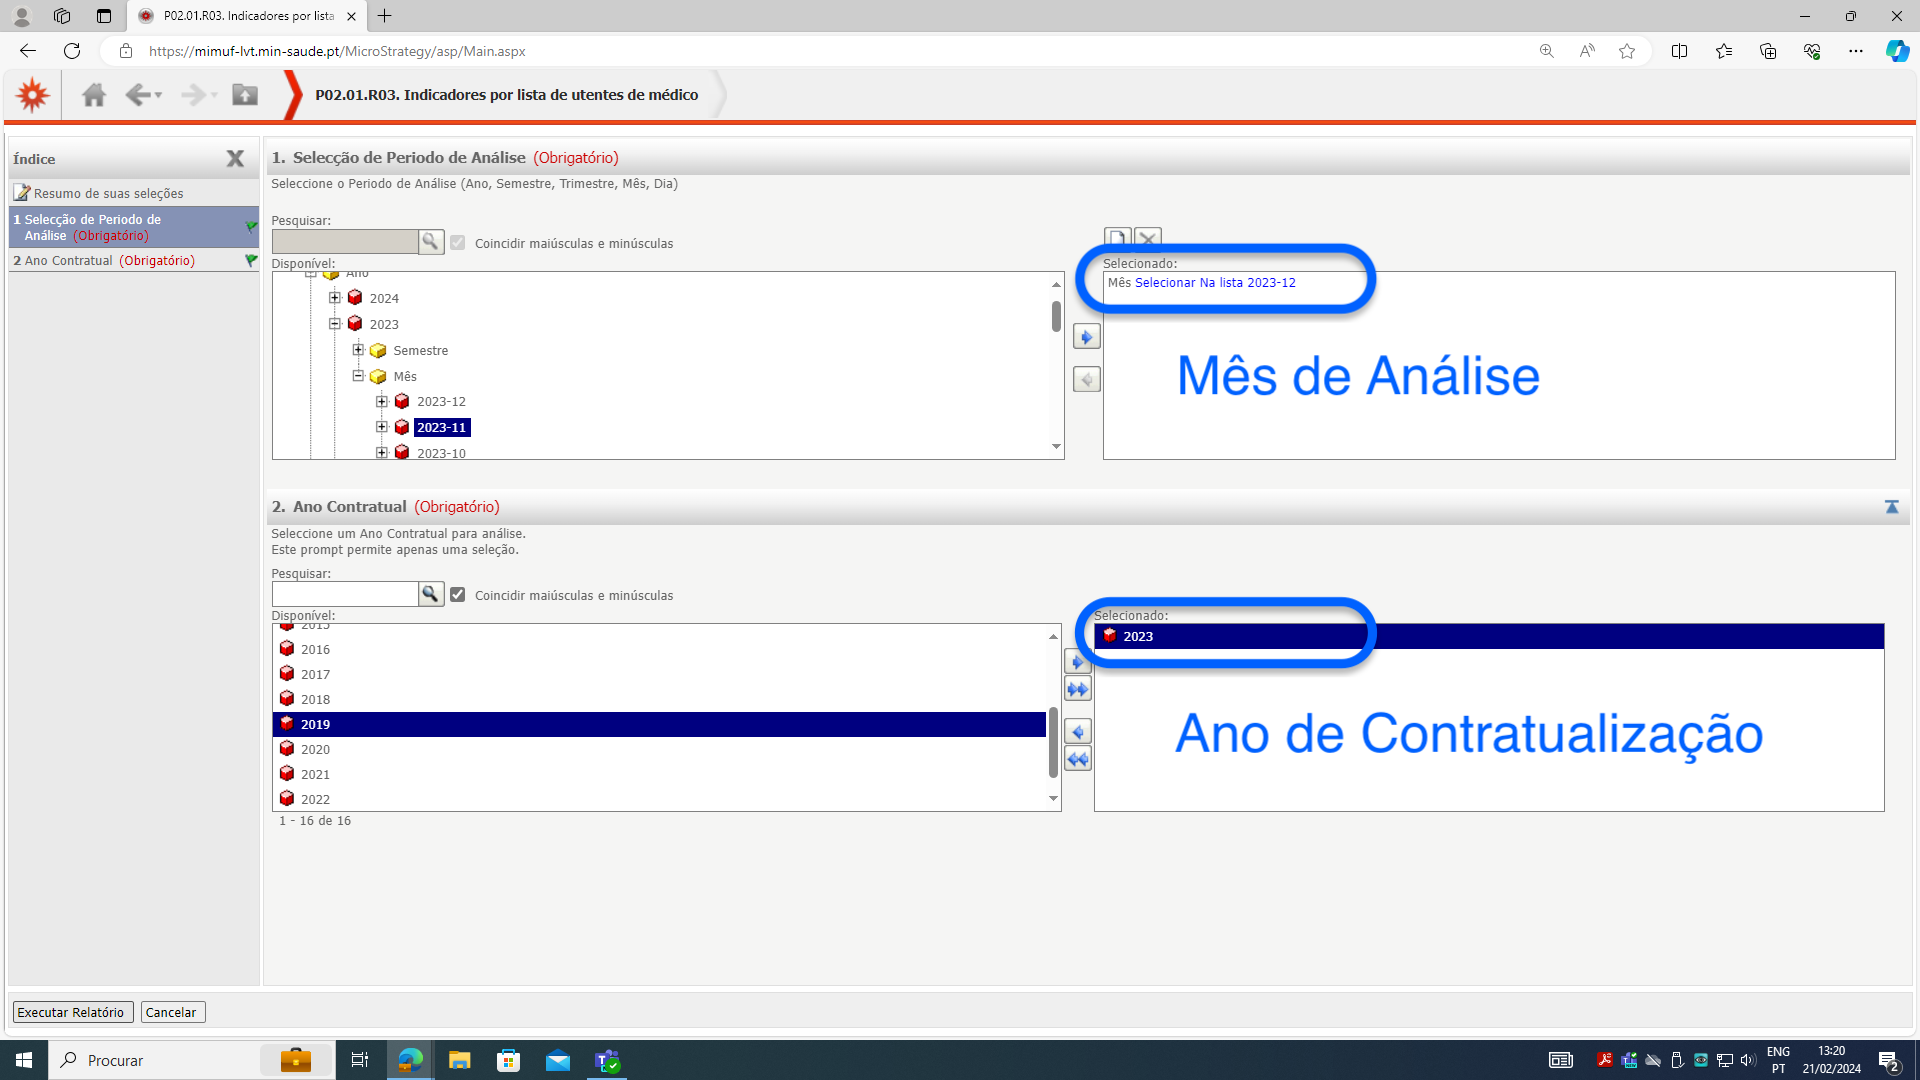 P02.01.R03. Indicadores por lista
https://mimuf-lvt.min-saude.pt/MicroStrategy/asp/Main.aspx
P02.01.R03. Indicadores por lista de utentes de médico
Índice
Resumo de suas seleções
1 Selecção de Periodo de
Análise (Obrigatório)
2 Ano Contratual (Obrigatório)
1. Selecção de Periodo de Análise (Obrigatório)
Seleccione o Periodo de Análise (Ano, Semestre, Trimestre, Mês, Dia)
Pesquisar:
Coincidir maiúsculas e minúsculas
Disponível:
Ano
2024
2023
Semestre
Mês
2023-12
2023-11
2023-10
Selecionado:
Mês Selecionar Na lista 2023-12
Mês de Análise
2. Ano Contratual (Obrigatório)
Seleccione um Ano Contratual para análise.
Este prompt permite apenas uma seleção.
Pesquisar:
Coincidir maiúsculas e minúsculas
Disponível:
2015
2016
2017
2018
2019
2020
2021
2022
1 - 16 de 16
Selecionado:
2023
Ano de Contratualização
Executar Relatório
Cancelar
Procurar
ENG
PT
13:20
21/02/2024
2